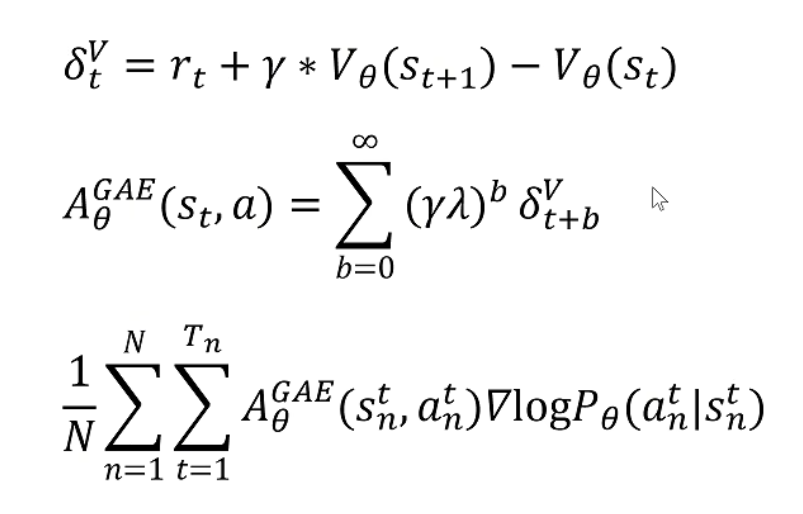 δ_t^V = r_t + γ * V_θ(s_{t+1}) − V_θ(s_t)
A_θ^{GAE}(s_t, a) = ∑_{b=0}^{∞} (γλ)^b δ_{t+b}^V
\frac{1}{N} ∑_{n=1}^{N} ∑_{t=1}^{T_n} A_θ^{GAE}(s_n^t, a_n^t)∇logP_θ(a_n^t|s_n^t)